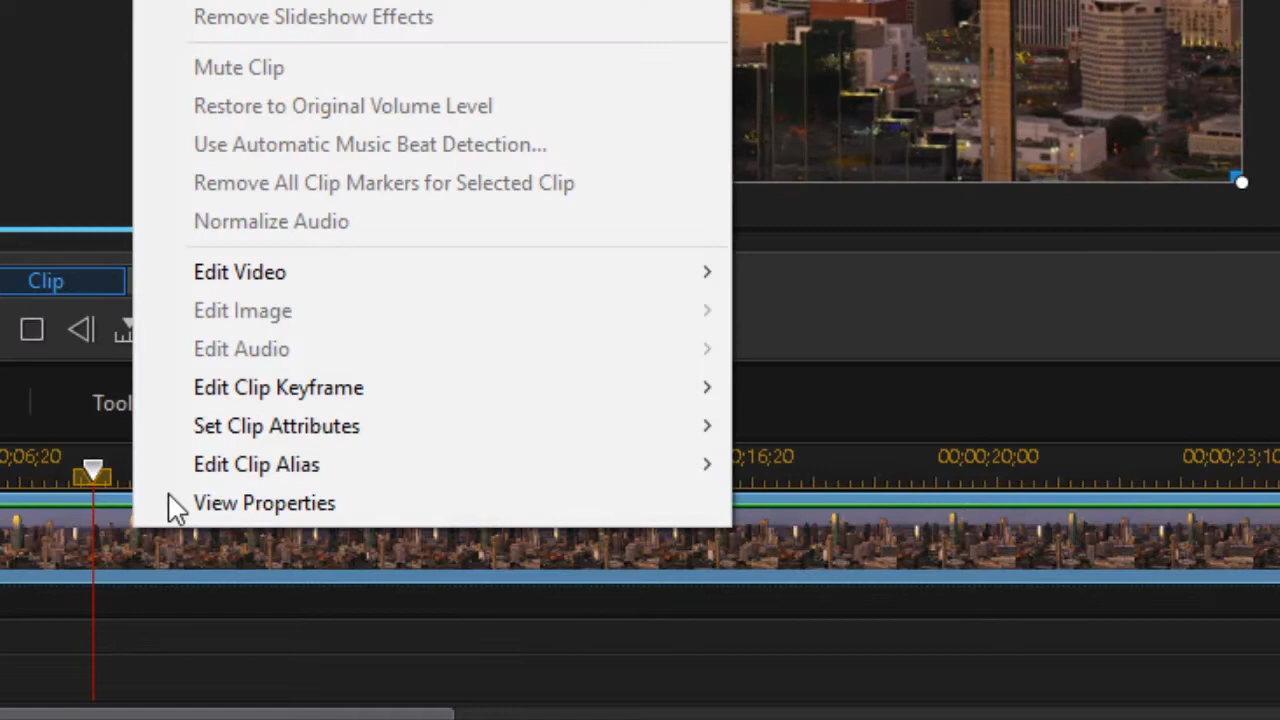 Remove Slideshow Effects
Mute Clip
Restore to Original Volume Level
Use Automatic Music Beat Detection...
Remove All Clip Markers for Selected Clip
Normalize Audio
Edit Video
Clip
Edit Image
Edit Audio
Edit Clip Keyframe
Tool
Set Clip Attributes
0;06;20
Edit Clip Alias
0;16;20
00;00;20;00
00;00;23;10
View Properties